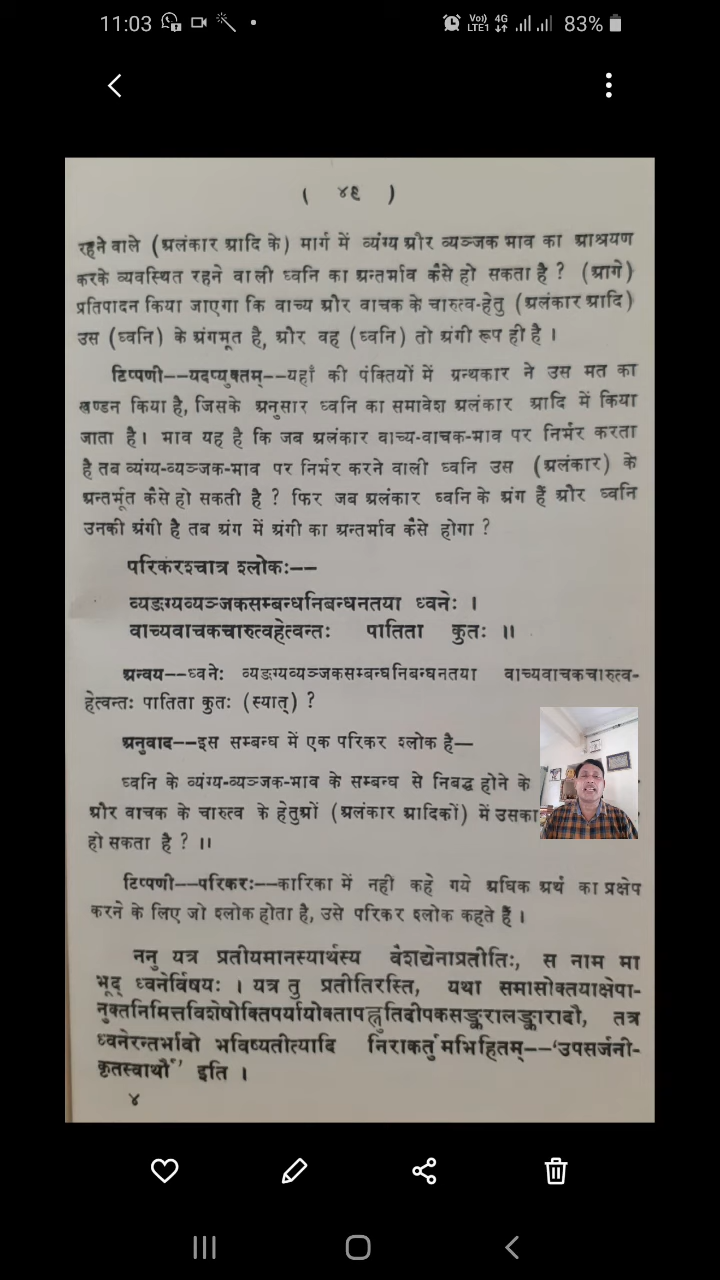 11:03
Vo)) LTE1 4G 83%
( ४९ )
रहने वाले (अलंकार आदि के) मार्ग में व्यंग्य और व्यञ्जक भाव का आश्रयण
करके व्यवस्थित रहने वाली ध्वनि का अन्तर्भाव कैसे हो सकता है ? (आगे)
प्रतिपादन किया जाएगा कि वाच्य और वाचक के चारुत्व-हेतु (अलंकार आदि)
उस (ध्वनि) के अंगभूत है, और वह (ध्वनि) तो अंगी रूप ही है ।
टिप्पणी--यदप्युक्तम्--यहाँ की पंक्तियों में ग्रन्थकार ने उस मत का
खण्डन किया है, जिसके अनुसार ध्वनि का समावेश अलंकार आदि में किया
जाता है। भाव यह है कि जब अलंकार वाच्य-वाचक-भाव पर निर्भर करता
है तब व्यंग्य-व्यञ्जक-भाव पर निर्भर करने वाली ध्वनि उस (अलंकार) के
अन्तर्भूत कैसे हो सकती है ? फिर जब अलंकार ध्वनि के अंग हैं और ध्वनि
उनकी अंगी है तब अंग में अंगी का अन्तर्भाव कैसे होगा ?
परिकरश्चात्र श्लोकः--
व्यङ्ग्यव्यञ्जकसम्बन्धनिबन्धनतया ध्वनेः ।
वाच्यवाचकचारुत्वहेत्वन्तः पातिता कुतः ॥
अन्वय--ध्वनेः व्यङ्ग्यव्यञ्जकसम्बन्धनिबन्धनतया वाच्यवाचकचारुत्व-
हेत्वन्तः पातिता कुतः (स्यात्) ?
अनुवाद--इस सम्बन्ध में एक परिकर श्लोक है—
ध्वनि के व्यंग्य-व्यञ्जक-भाव के सम्बन्ध से निबद्ध होने के
और वाचक के चारुत्व के हेतुओं (अलंकार आदिकों) में उसका
हो सकता है ? ॥
टिप्पणी--परिकरः--कारिका में नहीं कहे गये अधिक अर्थ का प्रक्षेप
करने के लिए जो श्लोक होता है, उसे परिकर श्लोक कहते हैं ।
ननु यत्र प्रतीयमानस्यार्थस्य वैशद्येनाप्रतीतिः, स नाम मा
भूद् ध्वनेर्विषयः । यत्र तु प्रतीतिरस्ति, यथा समासोक्तयाक्षेपा-
नुक्तनिमित्तविशेषोक्तिपर्यायोक्तापह्नुतिदीपकसङ्करालङ्कारादौ, तत्र
ध्वनेरन्तर्भावो भविष्यतीत्यादि निराकर्तुमभिहितम्--'उपसर्जनी-
कृतस्वार्थौ' इति ।
४